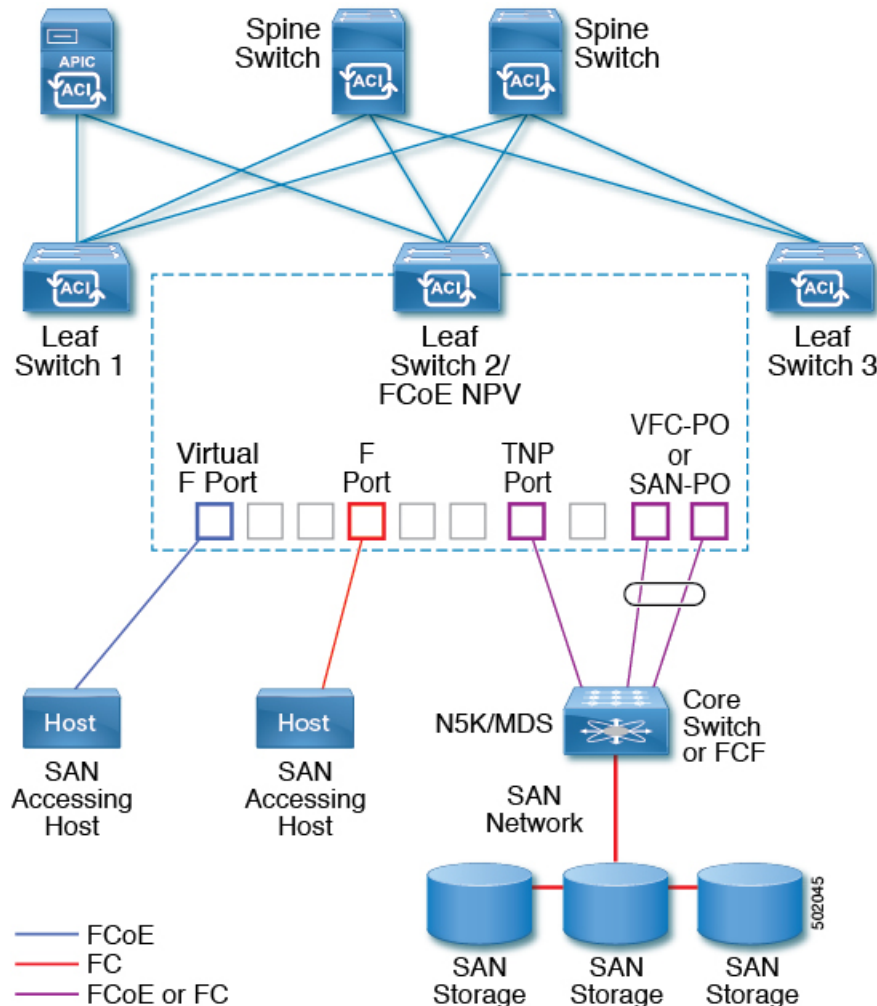 APIC
ACI
Spine
Switch
ACI
Spine
Switch
ACI
ACI
Leaf
Switch 1
ACI
Leaf
Switch 2/
FCoE NPV
ACI
Leaf
Switch 3
Virtual
F Port
F
Port
TNP
Port
VFC-PO
or
SAN-PO
Host
SAN
Accessing
Host
Host
SAN
Accessing
Host
N5K/MDS
Core
Switch
or FCF
SAN
Network
SAN
Storage
SAN
Storage
SAN
Storage
502045
FCoE
FC
FCoE or FC